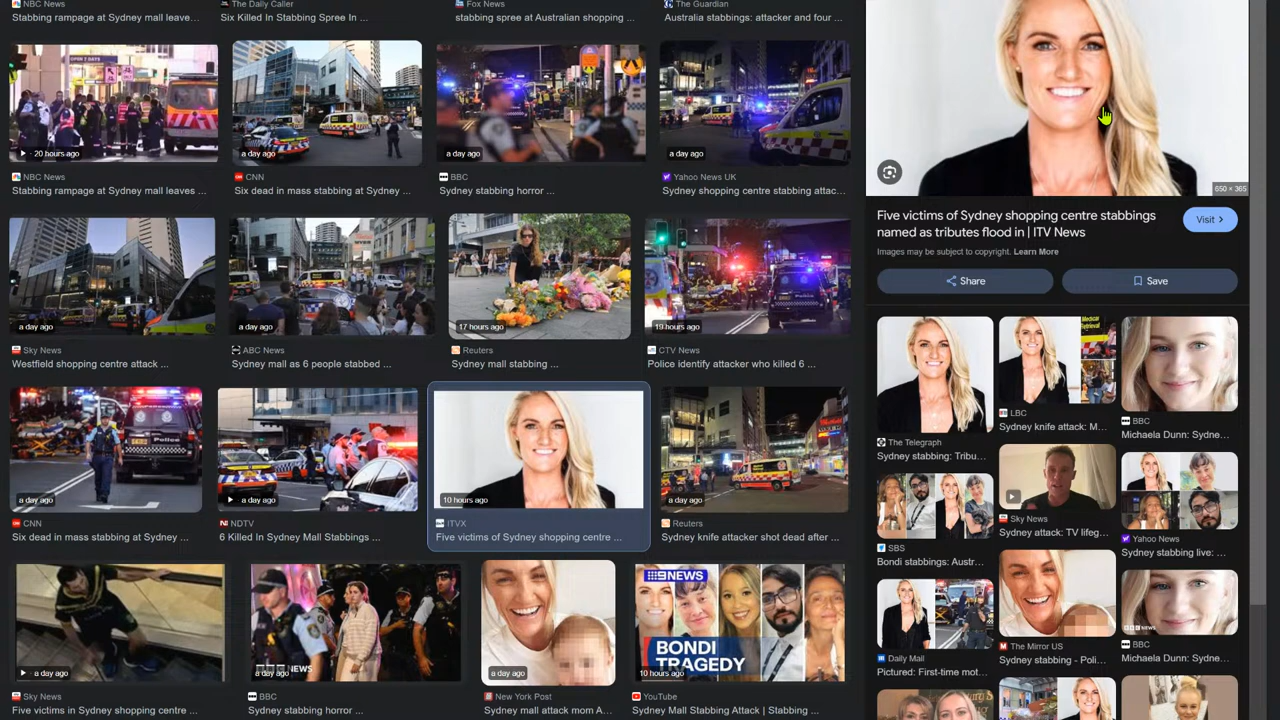 NBC News
Stabbing rampage at Sydney mall leave...
The Daily Caller
Six Killed In Stabbing Spree In ...
Fox News
stabbing spree at Australian shopping ...
The Guardian
Australia stabbings: attacker and four ...
OPEN 7 DAYS
20 hours ago
a day ago
a day ago
a day ago
NBC News
Stabbing rampage at Sydney mall leaves ...
CNN
Six dead in mass stabbing at Sydney ...
BBC
Sydney stabbing horror ...
Yahoo News UK
Sydney shopping centre stabbing attac...
a day ago
a day ago
17 hours ago
19 hours ago
Sky News
Westfield shopping centre attack ...
ABC News
Sydney mall as 6 people stabbed ...
Reuters
Sydney mall stabbing ...
CTV News
Police identify attacker who killed 6 ...
a day ago
a day ago
10 hours ago
a day ago
CNN
Six dead in mass stabbing at Sydney ...
NDTV
6 Killed In Sydney Mall Stabbings ...
ITVX
Five victims of Sydney shopping centre ...
Reuters
Sydney knife attacker shot dead after ...
a day ago
a day ago
NEWS
a day ago
9NEWS
BONDI
TRAGEDY
10 hours ago
Sky News
Five victims in Sydney shopping centre ...
BBC
Sydney stabbing horror ...
New York Post
Sydney mall attack mom A...
YouTube
Sydney Mall Stabbing Attack | Stabbing ...
650 × 365
Five victims of Sydney shopping centre stabbings
named as tributes flood in | ITV News
Visit
Images may be subject to copyright. Learn More
Share
Save
The Telegraph
Sydney stabbing: Tribu...
Medical
Retrieval
LBC
Sydney knife attack: M...
BBC
Michaela Dunn: Sydne...
SBS
Bondi stabbings: Austr...
Sky News
Sydney attack: TV lifeg...
Yahoo News
Sydney stabbing live: ...
Daily Mail
Pictured: First-time mot...
The Mirror US
Sydney stabbing - Poli...
BBC NEWS
BBC
Michaela Dunn: Sydne...